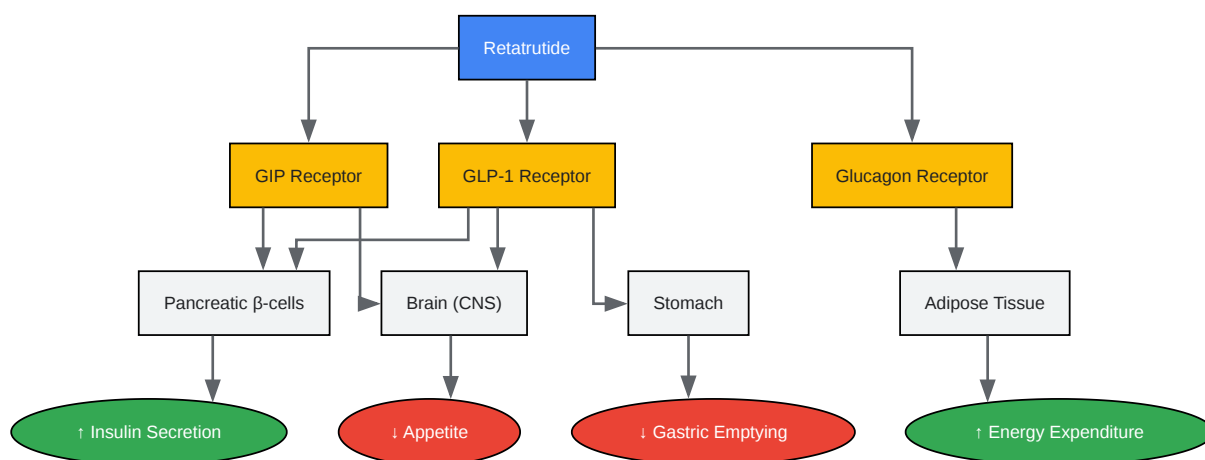 Retatrutide
GIP Receptor
GLP-1 Receptor
Glucagon Receptor
Pancreatic β-cells
Brain (CNS)
Stomach
Adipose Tissue
↑ Insulin Secretion
↓ Appetite
↓ Gastric Emptying
↑ Energy Expenditure